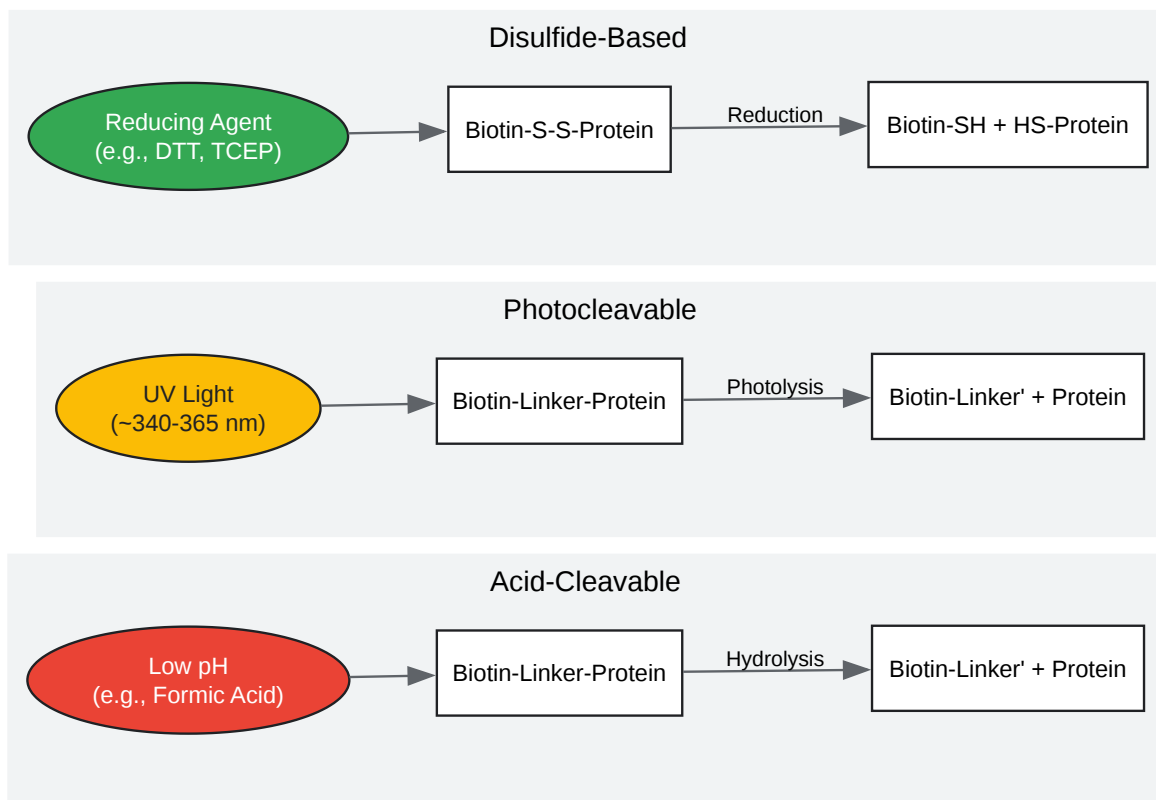 Disulfide-Based
Reducing Agent
(e.g., DTT, TCEP)
Biotin-S-S-Protein
Reduction
Biotin-SH + HS-Protein
Photocleavable
UV Light
(~340-365 nm)
Biotin-Linker-Protein
Photolysis
Biotin-Linker' + Protein
Acid-Cleavable
Low pH
(e.g., Formic Acid)
Biotin-Linker-Protein
Hydrolysis
Biotin-Linker' + Protein